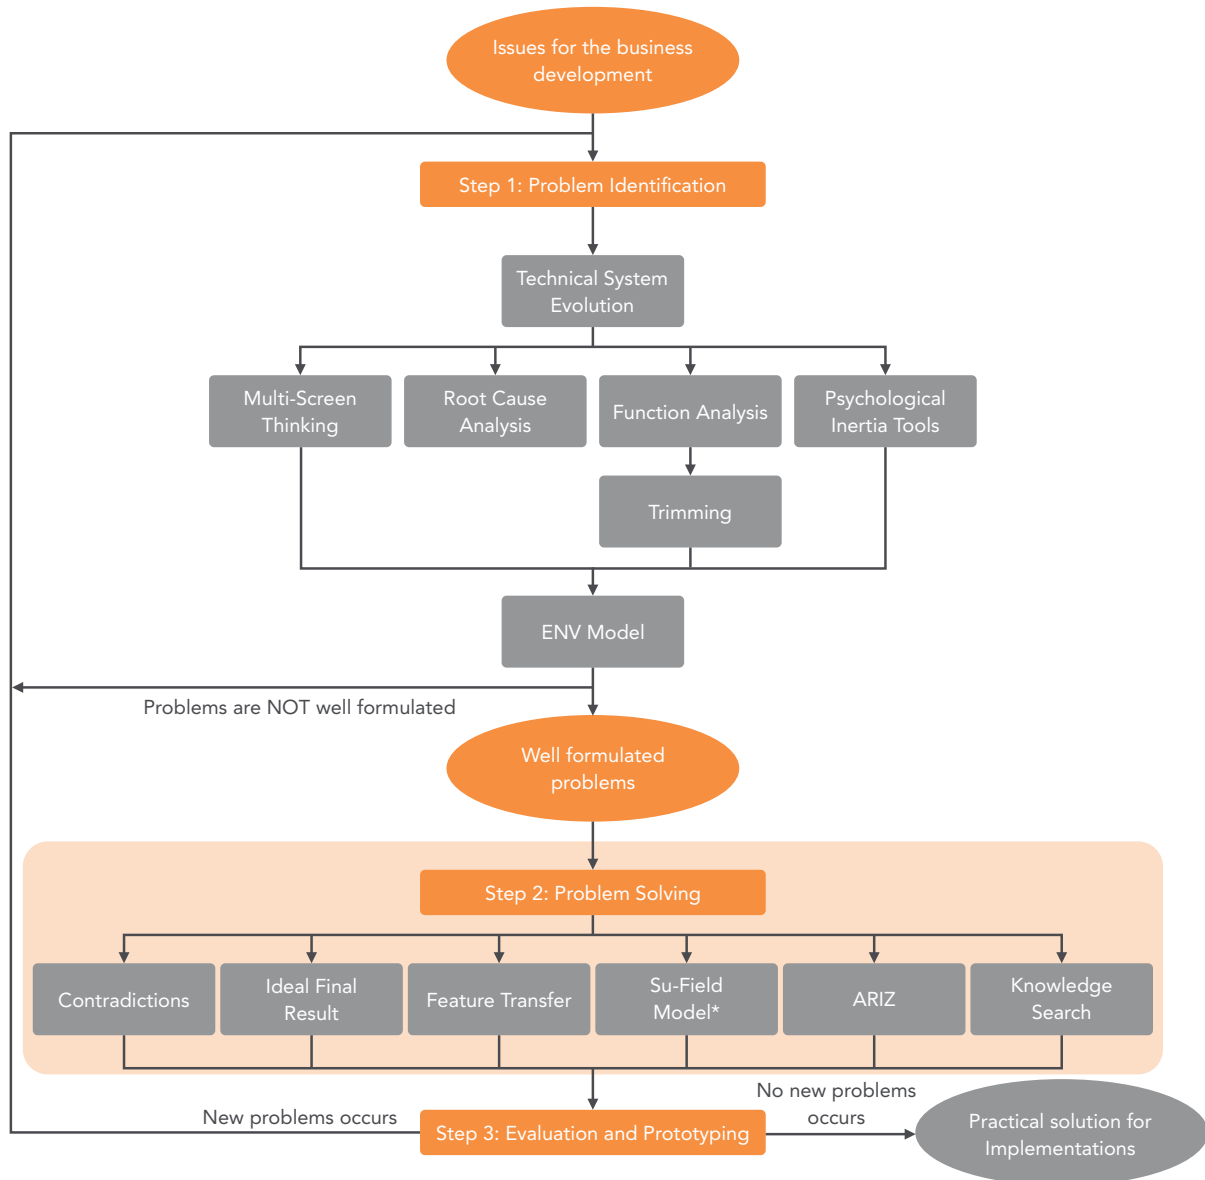 Issues for the business
development
Step 1: Problem Identification
Technical System
Evolution
Multi-Screen
Thinking
Root Cause
Analysis
Function Analysis
Psychological
Inertia Tools
Trimming
ENV Model
Problems are NOT well formulated
Well formulated
problems
Step 2: Problem Solving
Contradictions
Ideal Final
Result
Feature Transfer
Su-Field
Model*
ARIZ
Knowledge
Search
New problems occurs
Step 3: Evaluation and Prototyping
No new problems
occurs
Practical solution for
Implementations